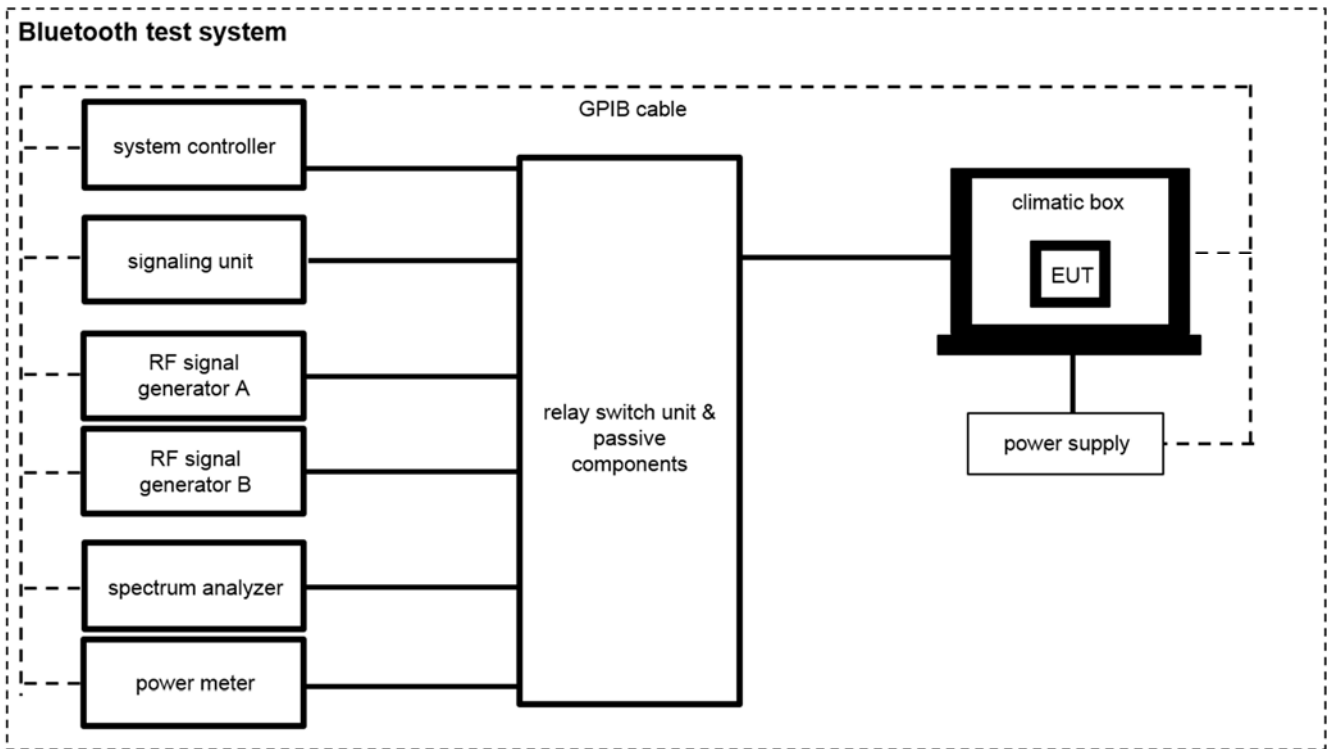 Bluetooth test system
GPIB cable
system controller
signaling unit
RF signal
generator A
RF signal
generator B
spectrum analyzer
power meter
relay switch unit &
passive
components
climatic box
EUT
power supply